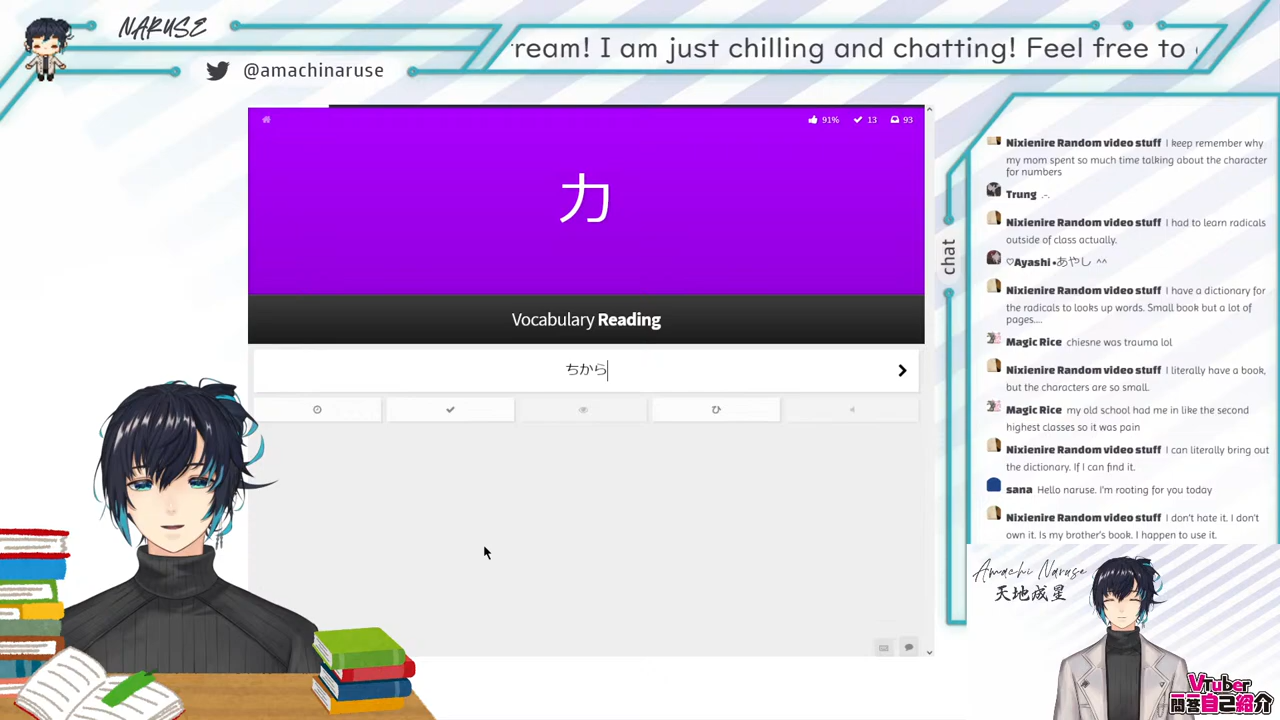 NARUSE
@amachinaruse
ream! I am just chilling and chatting! Feel free to
91% 13 93
力
Vocabulary Reading
ちから
ひ
chat
Nixienire Random video stuff I keep remember why
my mom spent so much time talking about the character
for numbers
Trung .-.
Nixienire Random video stuff I had to learn radicals
outside of class actually.
♡Ayashi •あやし ^^
Nixienire Random video stuff I have a dictionary for
the radicals to looks up words. Small book but a lot of
pages....
Magic Rice chiesne was trauma lol
Nixienire Random video stuff I literally have a book,
but the characters are so small.
Magic Rice my old school had me in like the second
highest classes so it was pain
Nixienire Random video stuff I can literally bring out
the dictionary. If I can find it.
sana Hello naruse. I'm rooting for you today
Nixienire Random video stuff I don't hate it. I don't
own it. Is my brother's book. I happen to use it.
Amachi Naruse
天地成星
VTuber
一問一答自己紹介